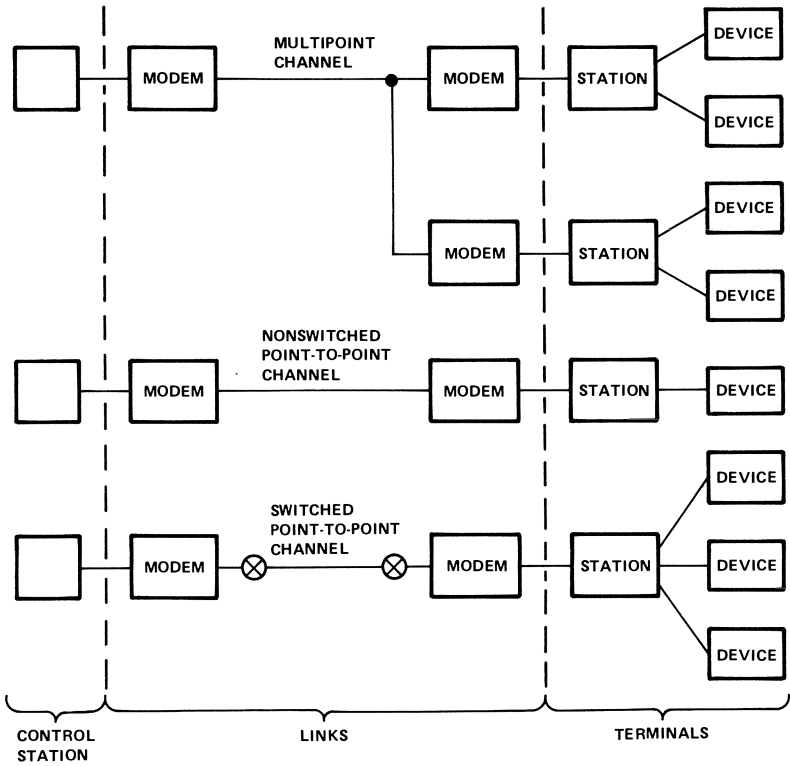 DEVICE
MULTIPOINT
CHANNEL
MODEM
MODEM
STATION
DEVICE
DEVICE
MODEM
STATION
DEVICE
NONSWITCHED
POINT-TO-POINT
CHANNEL
MODEM
MODEM
STATION
DEVICE
DEVICE
SWITCHED
POINT-TO-POINT
CHANNEL
MODEM
MODEM
STATION
DEVICE
DEVICE
CONTROL
STATION
LINKS
TERMINALS